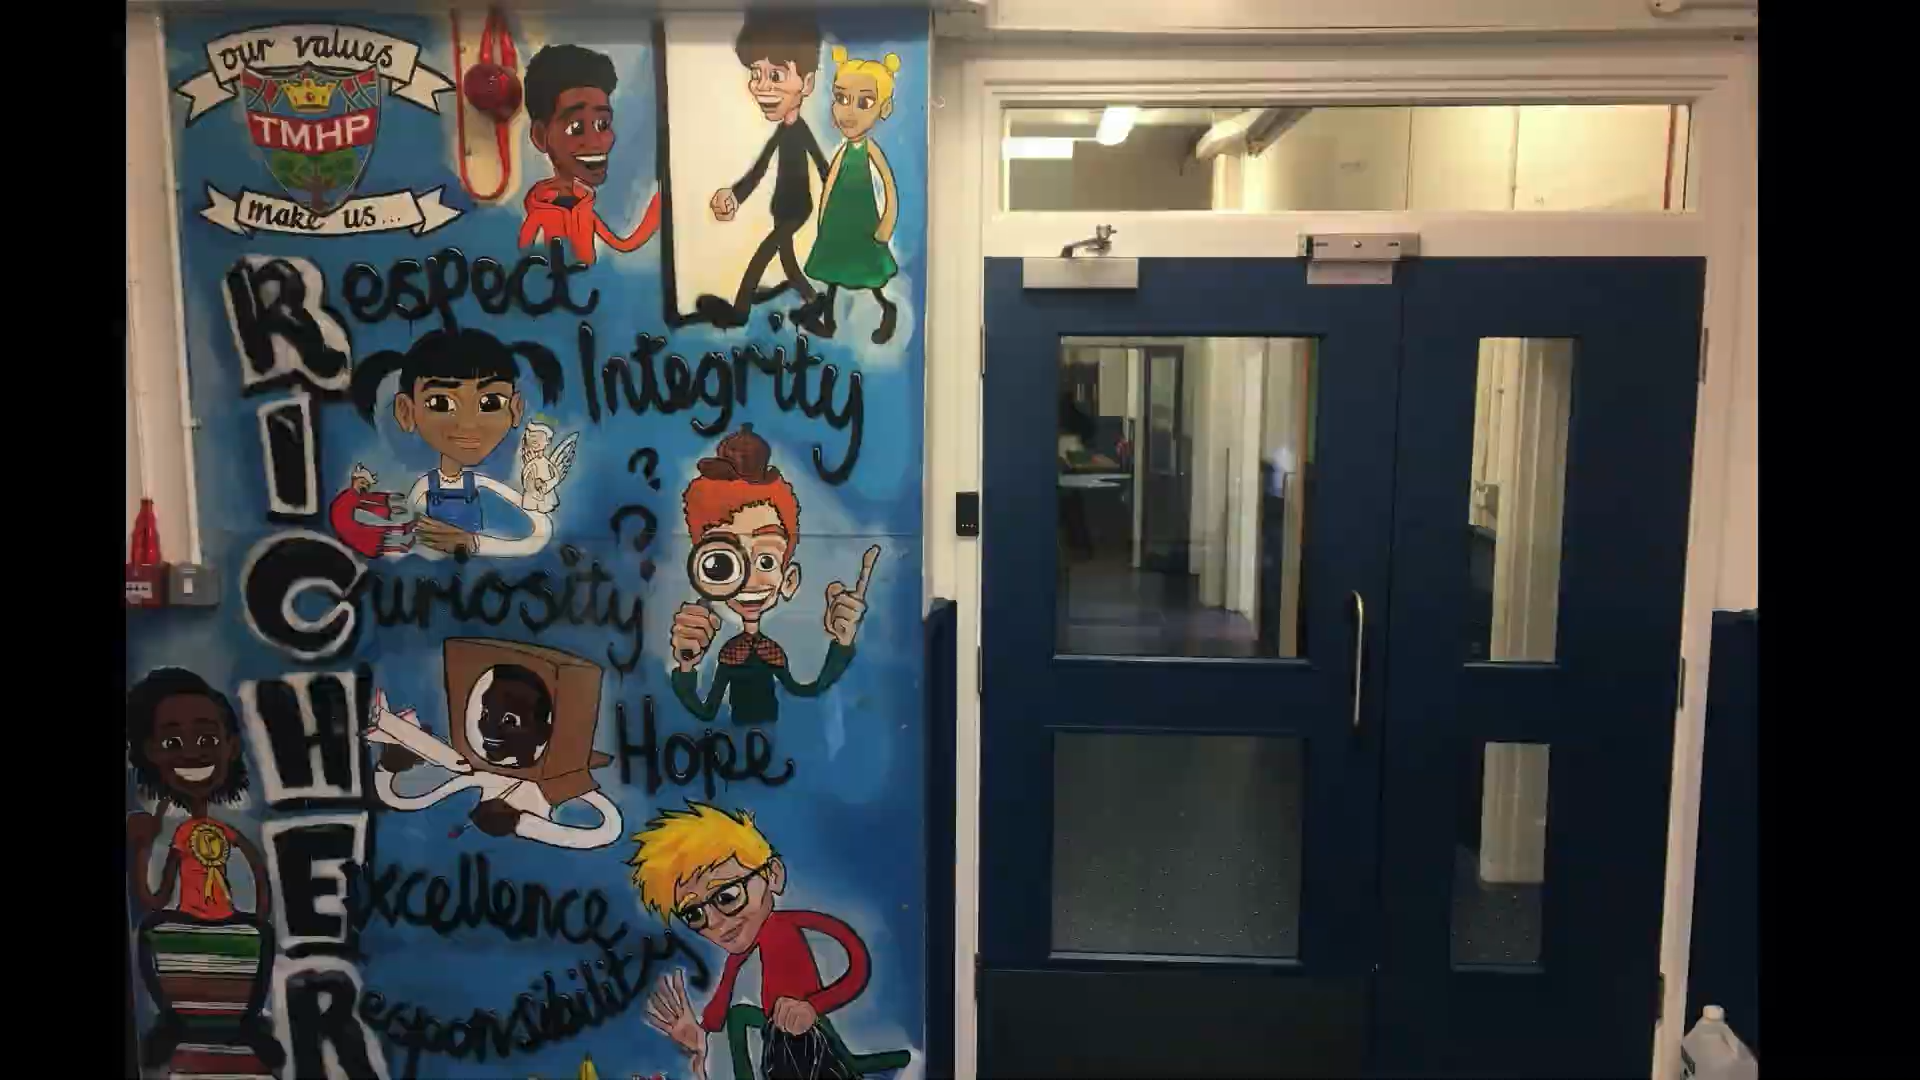 our values
TMHP
make us...
Respect
Integrity
?
?
Curiosity
Hope
Excellence
Responsibility